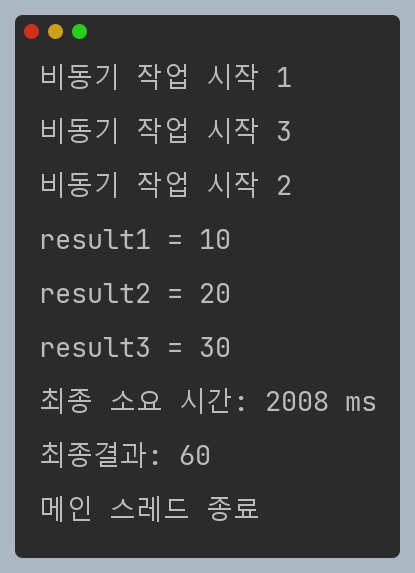 비동기 작업 시작 1
비동기 작업 시작 3
비동기 작업 시작 2
result1 = 10
result2 = 20
result3 = 30
최종 소요 시간: 2008 ms
최종결과: 60
메인 스레드 종료